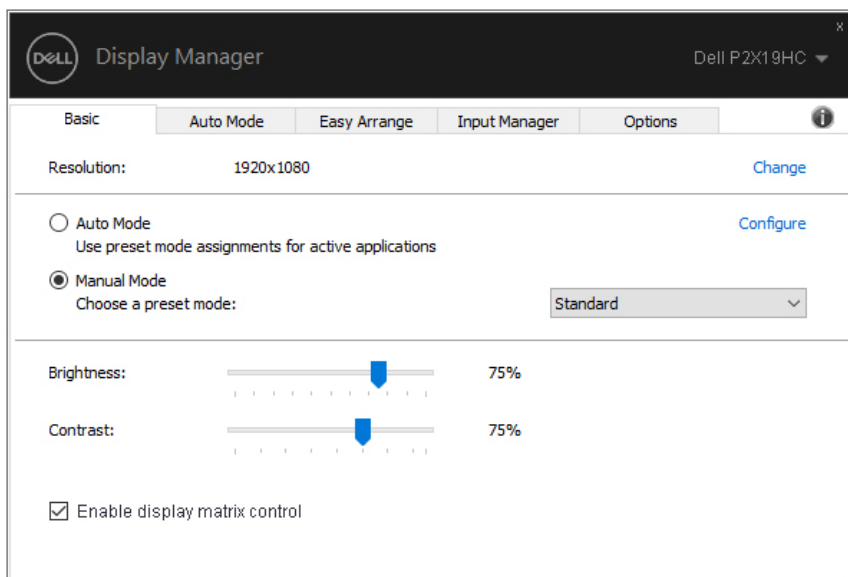 x
DELL Display Manager Dell P2X19HC
Basic Auto Mode Easy Arrange Input Manager Options i
Resolution: 1920x1080 Change
Auto Mode Configure
Use preset mode assignments for active applications
Manual Mode
Choose a preset mode: Standard
Brightness: 75%
Contrast: 75%
Enable display matrix control